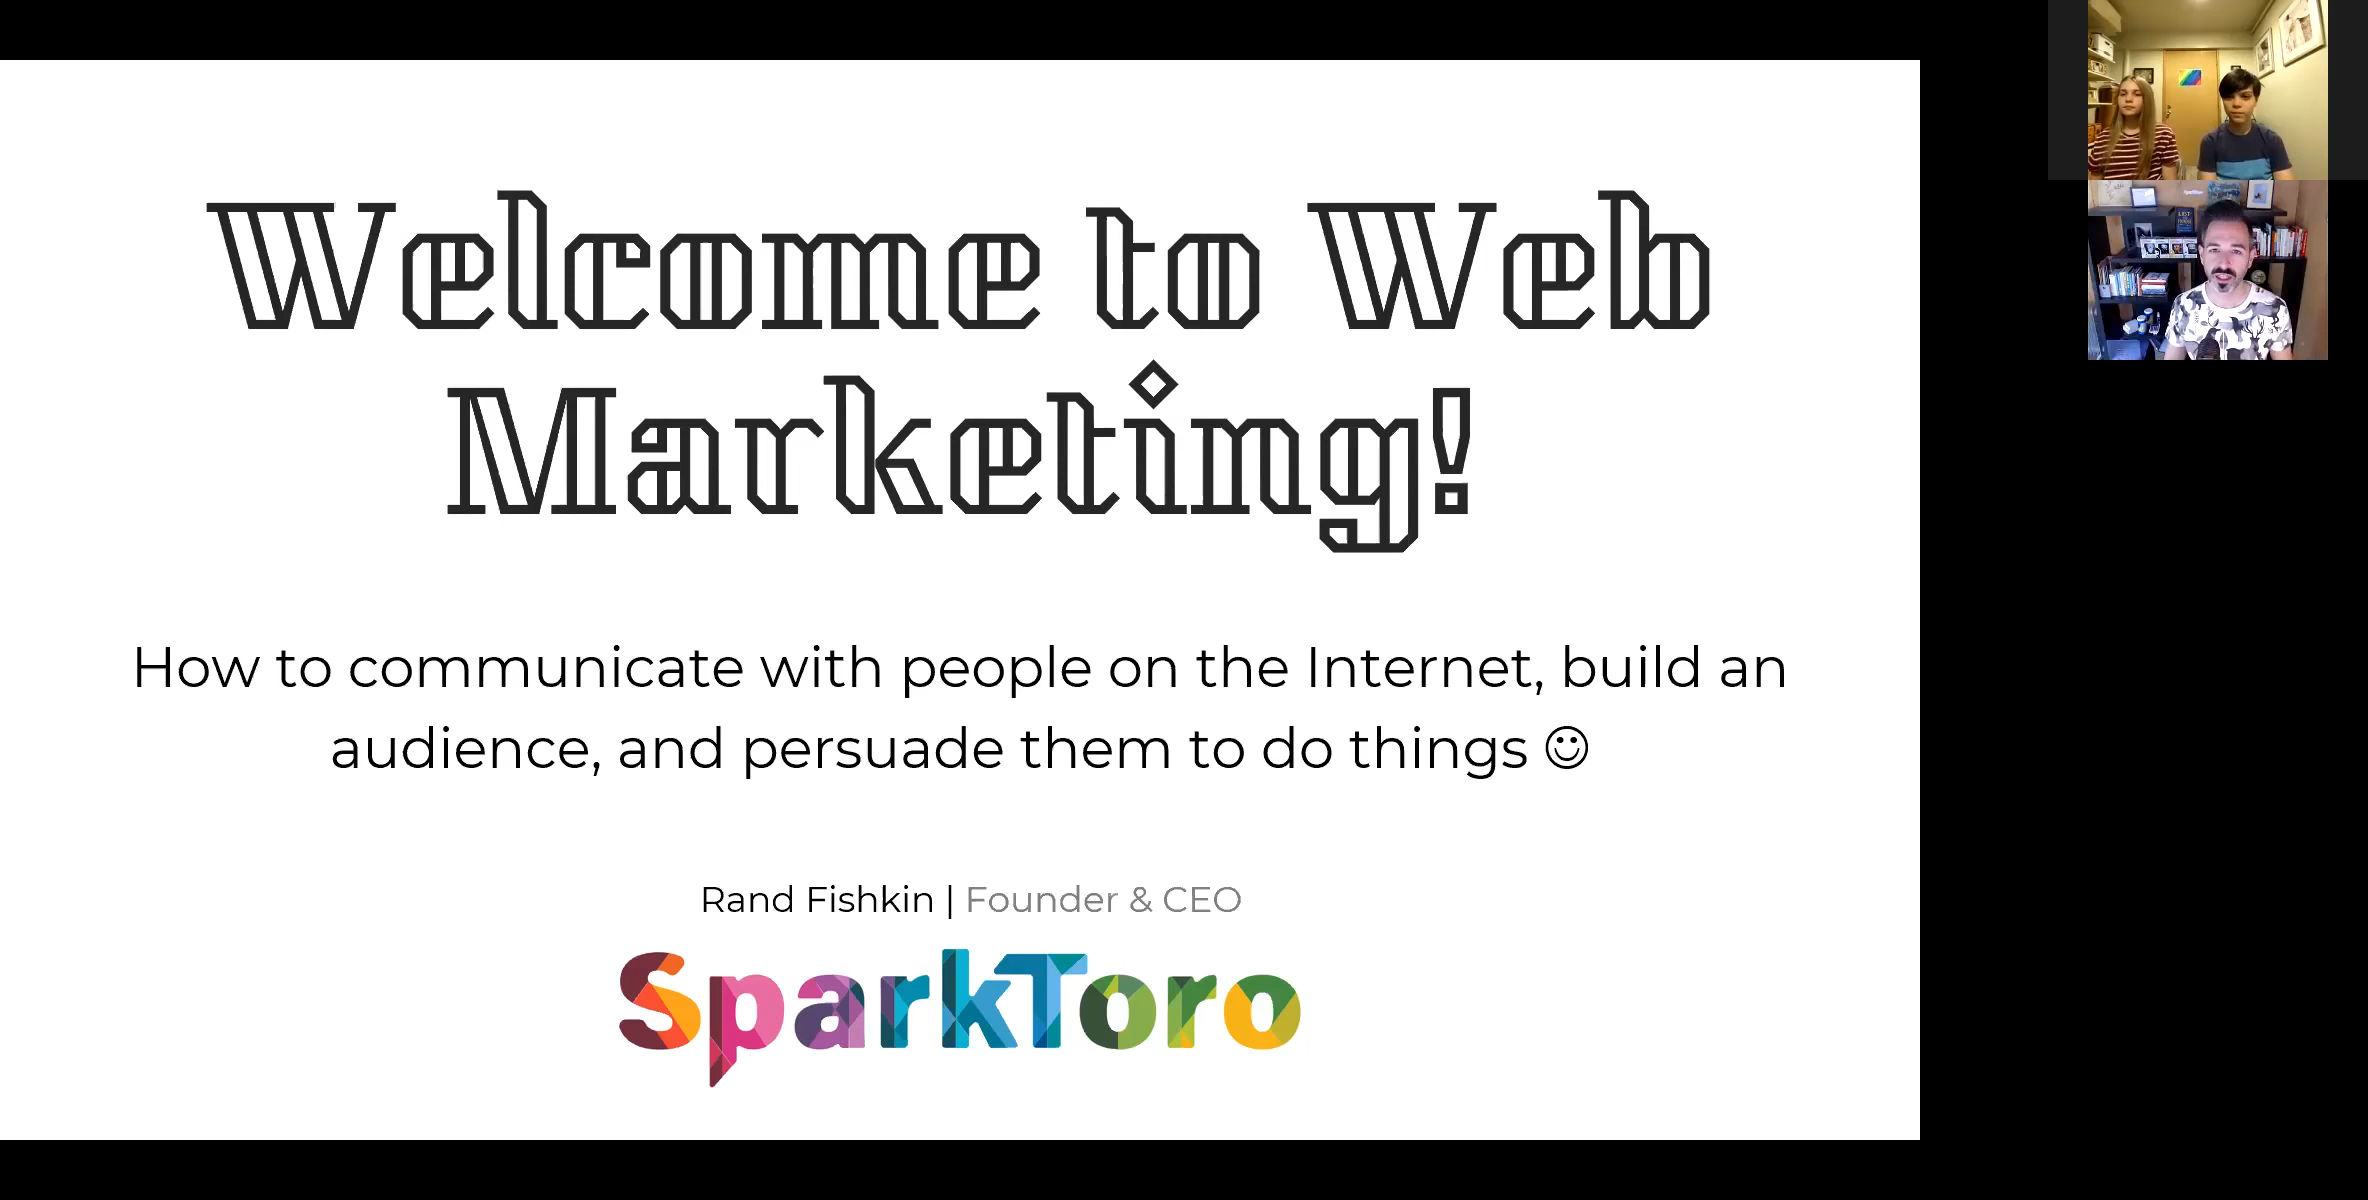 Welcome to Web
Marketing!
How to communicate with people on the Internet, build an
audience, and persuade them to do things ☺
Rand Fishkin | Founder & CEO
SparkToro